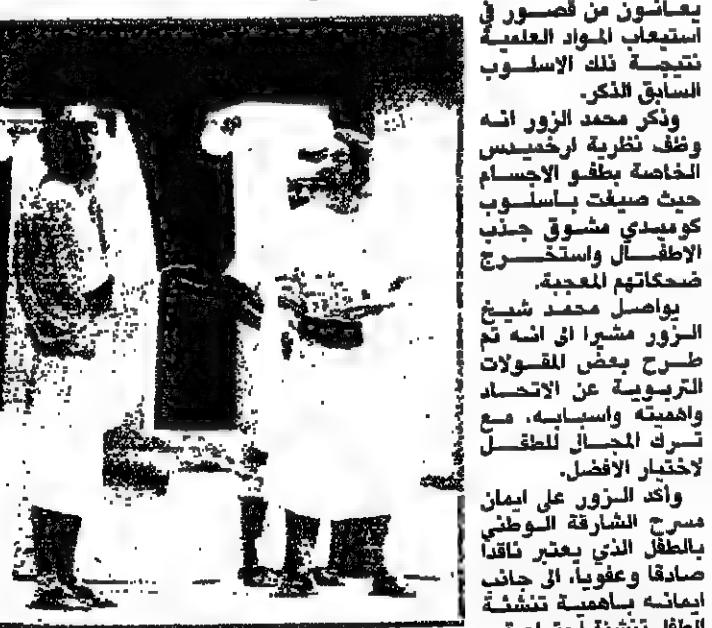 يعانون من قصور في
استيعاب المواد العلمية
نتيجة ذلك الاسلوب
السابق الذكر.
وذكر محمد الزور انه
وظف نظرية ارخميدس
الخاصة بطفو الاجسام
حيث صيغت باسلوب
كوميدي مشوق جذب
الاطفال واستخرج
ضحكاتهم المعجبة.
يواصل محمد شيخ
الزور مشيرا الى انه تم
طرح بعض المقولات
التربوية عن الاتحاد
واهميته واسبابه، مع
ترك المجال للطفل
لاختيار الافضل.
وأكد الزور على ايمان
مسرح الشارقة الوطني
بالطفل الذي يعتبر ناقدا
صادقا وعفويا، الى جانب
ايمانه باهمية تنشئة
الطفل تنشئة